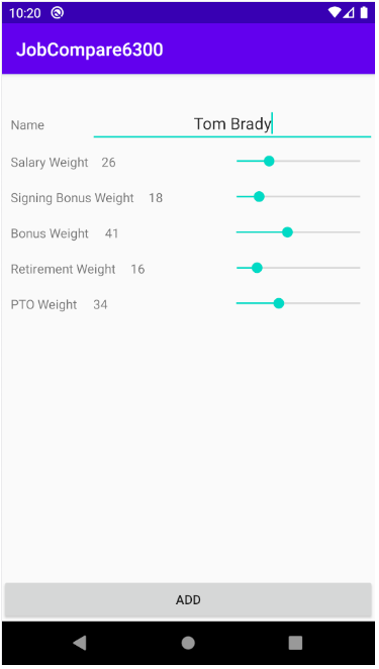 10:20
JobCompare6300
Name Tom Brady
Salary Weight 26
Signing Bonus Weight 18
Bonus Weight 41
Retirement Weight 16
PTO Weight 34
ADD